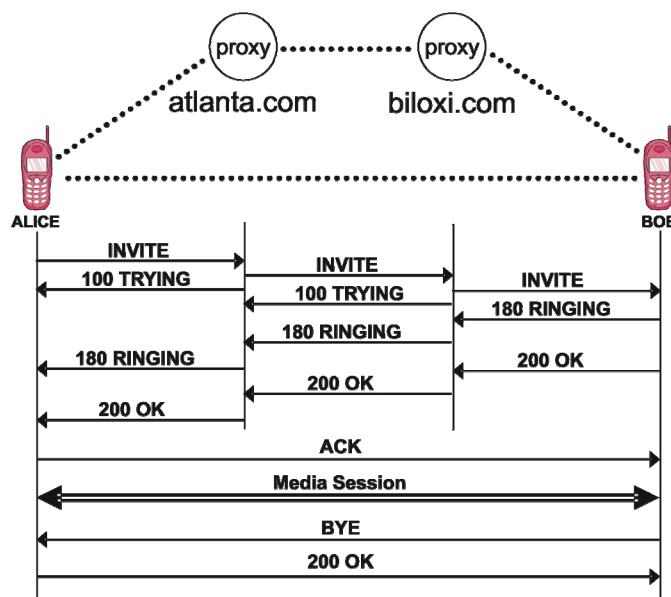 proxy
proxy
atlanta.com
biloxi.com
ALICE
BOB
INVITE
INVITE
INVITE
100 TRYING
100 TRYING
180 RINGING
180 RINGING
180 RINGING
200 OK
200 OK
200 OK
ACK
Media Session
BYE
200 OK